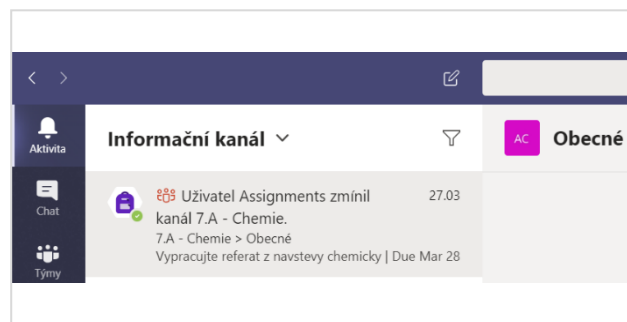 Aktivita
Informační kanál
AC
Obecné
Chat
Uživatel Assignments zmínil
27.03
kanál 7.A - Chemie.
7.A - Chemie > Obecné
Vypracujte referat z navstevy chemicky | Due Mar 28
Týmy